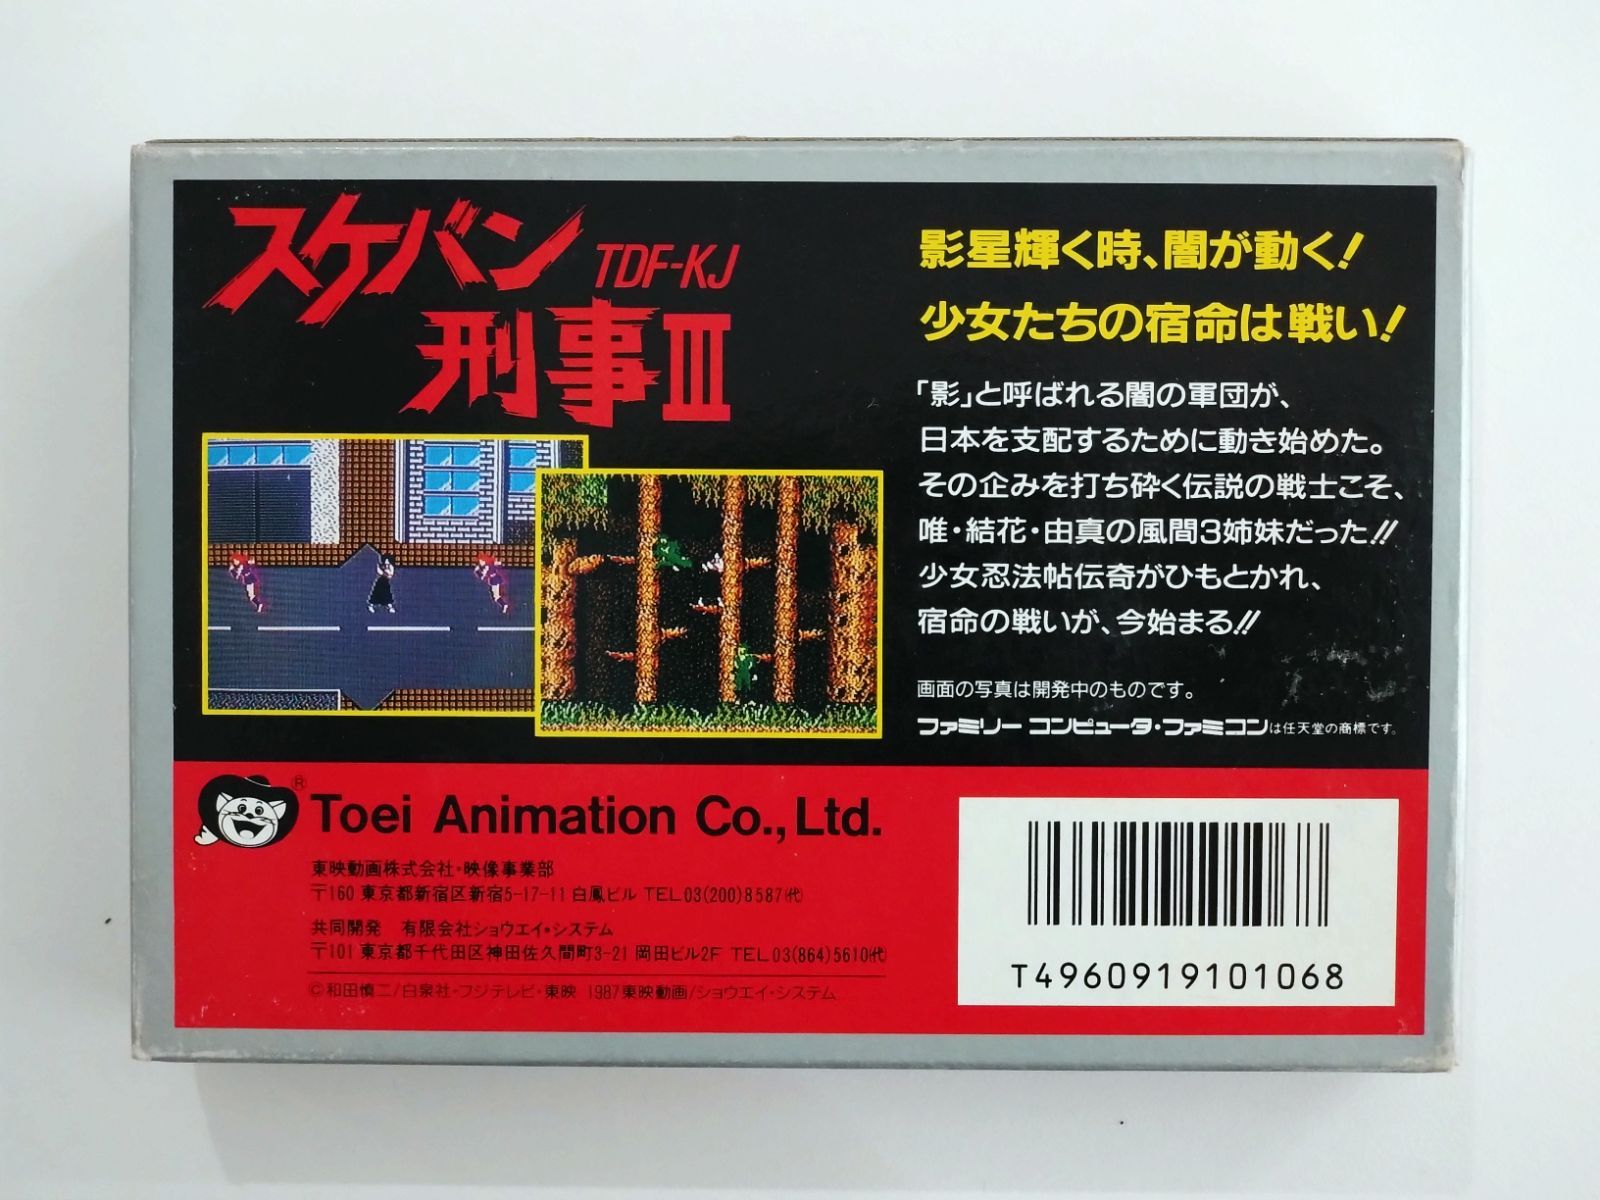 スケバン
刑事III
TDF-KJ
影星輝く時、闇が動く!
少女たちの宿命は戦い!
「影」と呼ばれる闇の軍団が、
日本を支配するために動き始めた。
その企みを打ち砕く伝説の戦士こそ、
唯・結花・由真の風間3姉妹だった!!
少女忍法帖伝奇がひもとかれ、
宿命の戦いが、今始まる!!
画面の写真は開発中のものです。
ファミリー コンピュータ・ファミコンは任天堂の商標です。
®
Toei Animation Co., Ltd.
東映動画株式会社・映像事業部
〒160 東京都新宿区新宿5-17-11 白鳳ビル TEL 03(200)8587(代)
共同開発 有限会社ショウエイ・システム
〒101 東京都千代田区神田佐久間町3-21 岡田ビル2F TEL 03(864)5610(代)
©和田慎二/白泉社・フジテレビ・東映 1987東映動画/ショウエイ・システム
T4960919101068